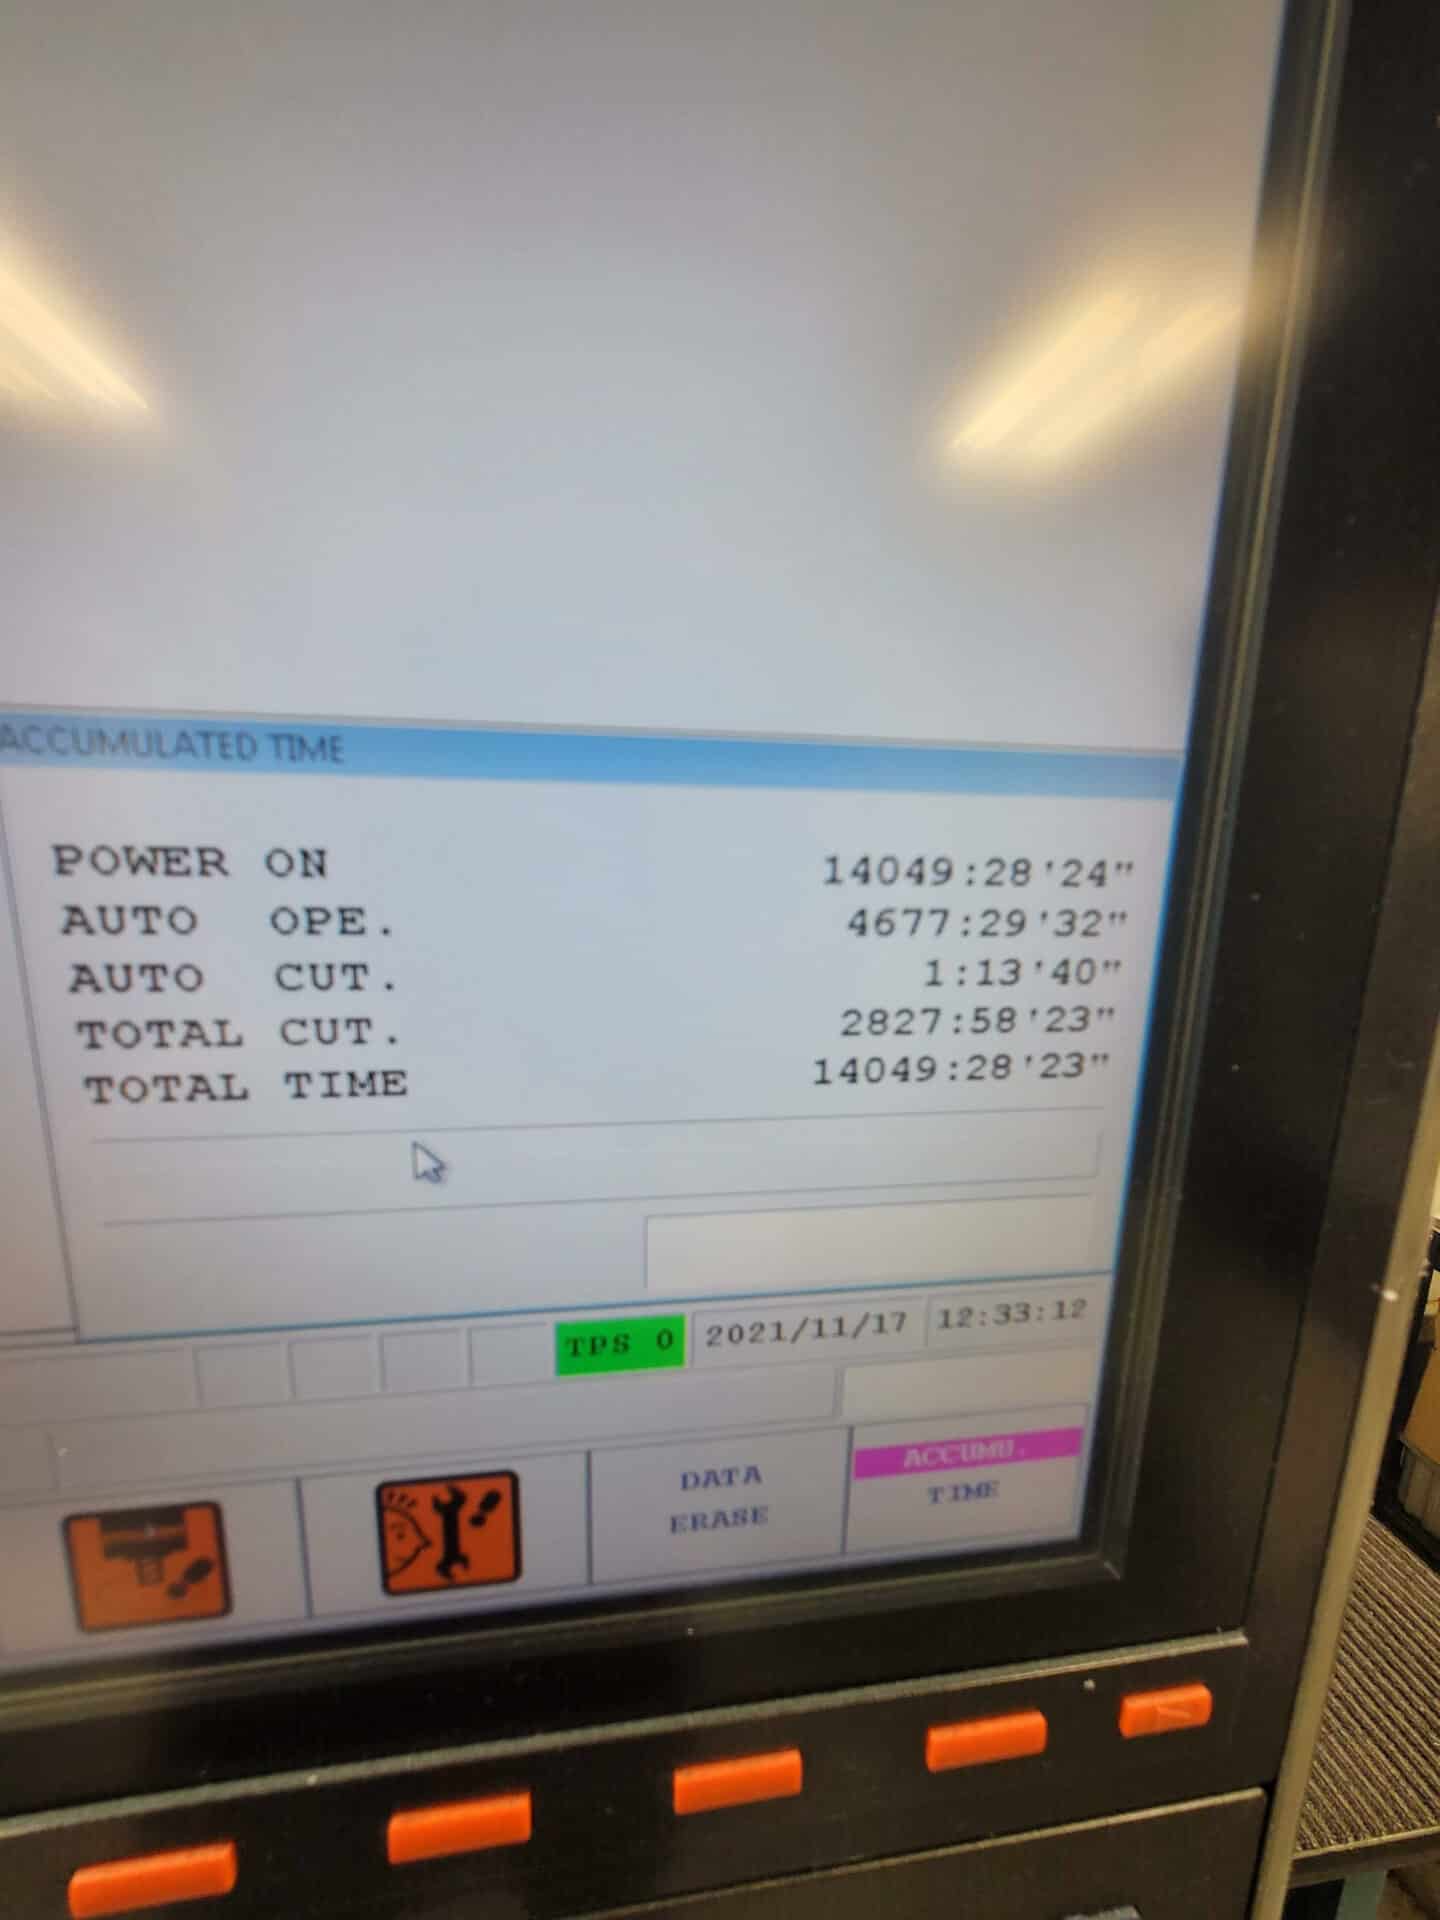 ACCUMULATED TIME
POWER ON 14049:28'24"
AUTO OPE. 4677:29'32"
AUTO CUT. 1:13'40"
TOTAL CUT. 2827:58'23"
TOTAL TIME 14049:28'23"
TPS 0 2021/11/17 12:33:12
DATA
ERASE
ACCUMU.
TIME